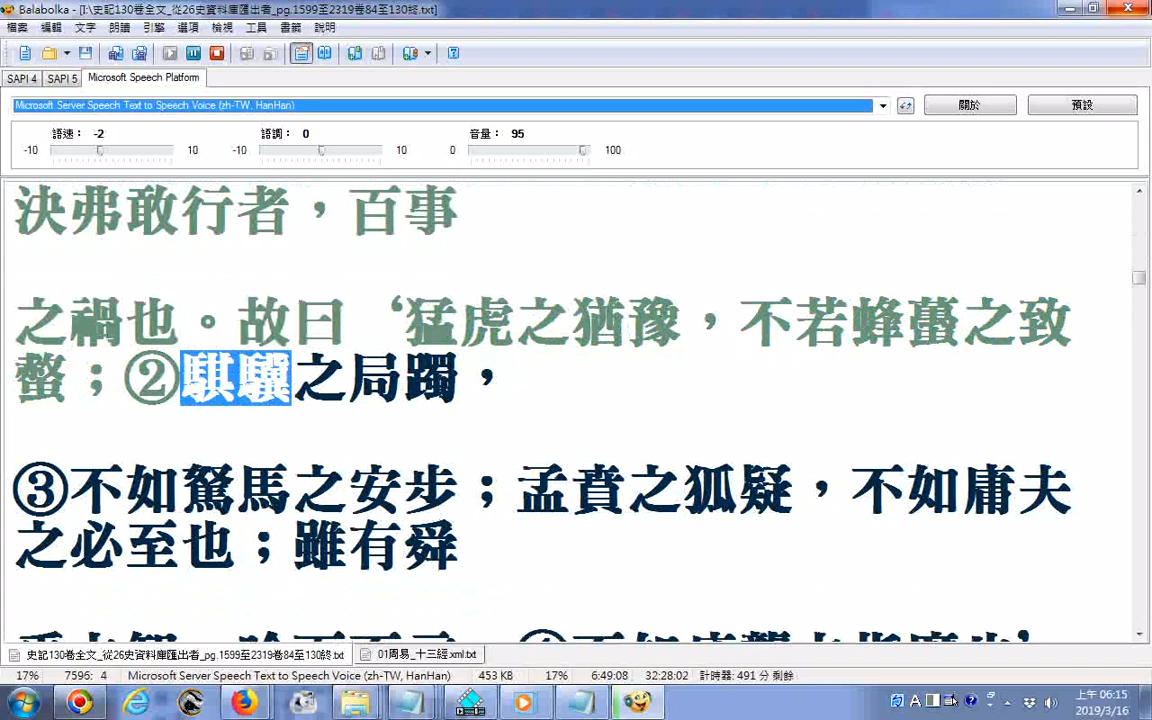 Balabolka - [I:\史記130卷全文_從26史資料庫匯出者_pg.1599至2319卷84至130終.txt]
檔案 編輯 文字 朗讀 引擎 選項 檢視 工具 書籤 說明
SAPI 4 SAPI 5 Microsoft Speech Platform
Microsoft Server Speech Text to Speech Voice (zh-TW, HanHan) 關於 預設
語速： -2 語調： 0 音量： 95
-10 10 -10 10 0 100
決弗敢行者，百事
之禍也。故曰‘猛虎之猶豫，不若蜂蠆之致
螫；②騏驥之局躅，
③不如駑馬之安步；孟賁之狐疑，不如庸夫
之必至也；雖有舜
史記130卷全文_從26史資料庫匯出者_pg.1599至2319卷84至130終.txt 01周易_十三經.xml.txt
17% 7596: 4 Microsoft Server Speech Text to Speech Voice (zh-TW, HanHan) 453 KB 17% 6:49:08 32:28:02 計時器: 491 分 剩餘
上午 06:15
2019/3/16